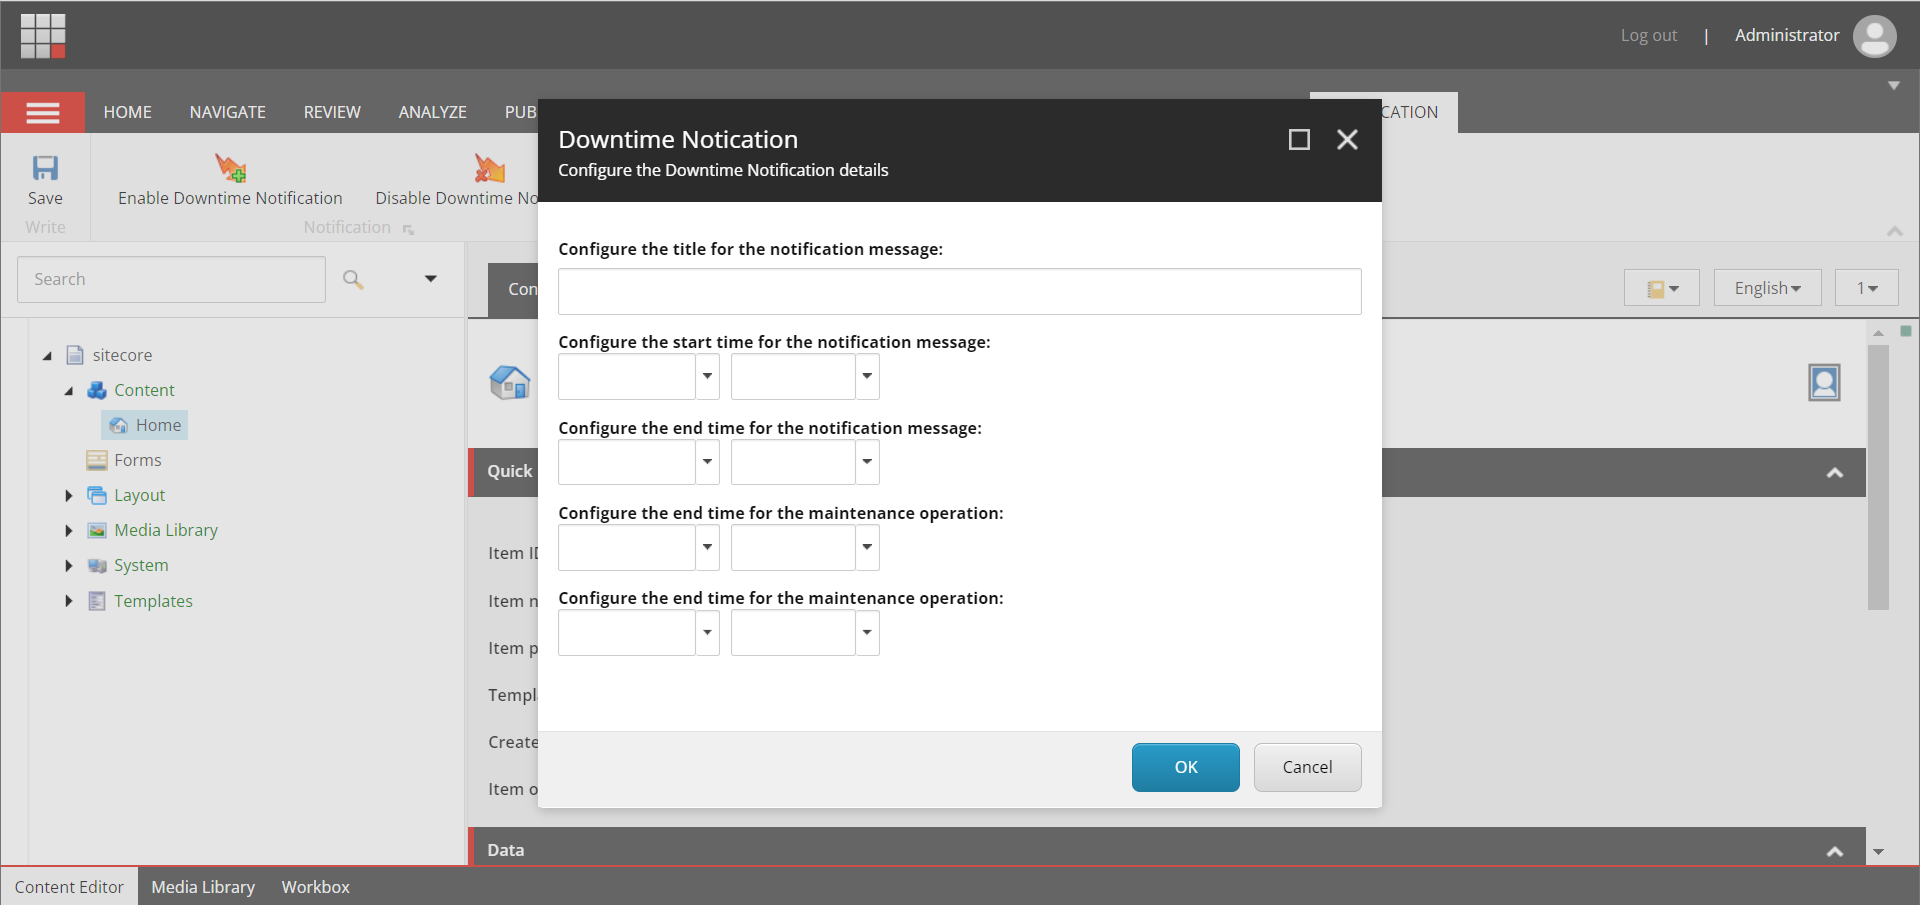 Log out | Administrator
HOME NAVIGATE REVIEW ANALYZE PUB CATION
Downtime Notication
Configure the Downtime Notification details
Save
Write
Enable Downtime Notification
Disable Downtime No
Notification
Search
Con
English
1
sitecore
Content
Home
Forms
Layout
Media Library
System
Templates
Quick
Item ID
Item n
Item p
Templ
Create
Item o
Data
Configure the title for the notification message:
Configure the start time for the notification message:
Configure the end time for the notification message:
Configure the end time for the maintenance operation:
Configure the end time for the maintenance operation:
OK Cancel
Content Editor Media Library Workbox